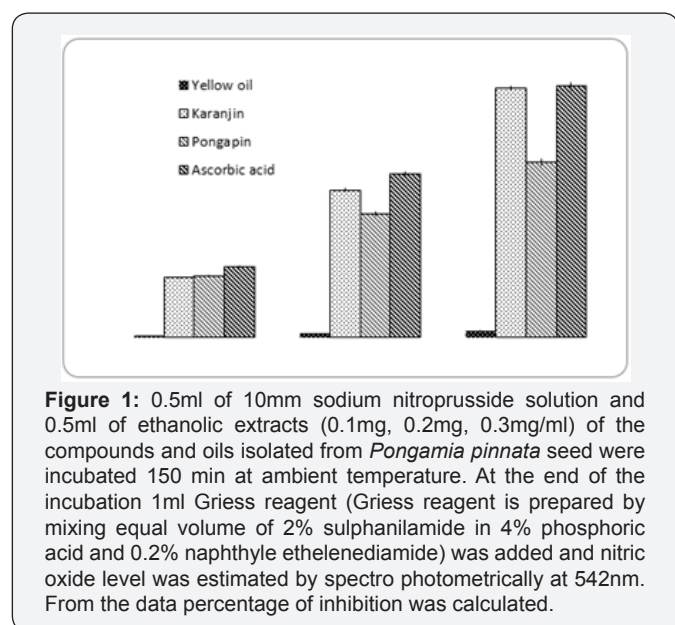 Yellow oil
Karanjin
Pongapin
Ascorbic acid
Figure 1: 0.5ml of 10mm sodium nitroprusside solution and
0.5ml of ethanolic extracts (0.1mg, 0.2mg, 0.3mg/ml) of the
compounds and oils isolated from Pongamia pinnata seed were
incubated 150 min at ambient temperature. At the end of the
incubation 1ml Griess reagent (Griess reagent is prepared by
mixing equal volume of 2% sulphanilamide in 4% phosphoric
acid and 0.2% naphthyle ethelenediamide) was added and nitric
oxide level was estimated by spectro photometrically at 542nm.
From the data percentage of inhibition was calculated.